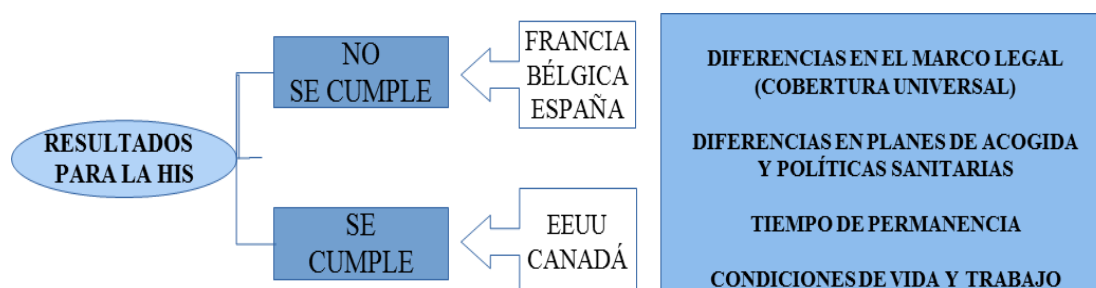 RESULTADOS
PARA LA HIS
NO
SE CUMPLE
FRANCIA
BÉLGICA
ESPAÑA
SE
CUMPLE
EEUU
CANADÁ
DIFERENCIAS EN EL MARCO LEGAL
(COBERTURA UNIVERSAL)
DIFERENCIAS EN PLANES DE ACOGIDA
Y POLÍTICAS SANITARIAS
TIEMPO DE PERMANENCIA
CONDICIONES DE VIDA Y TRABAJO